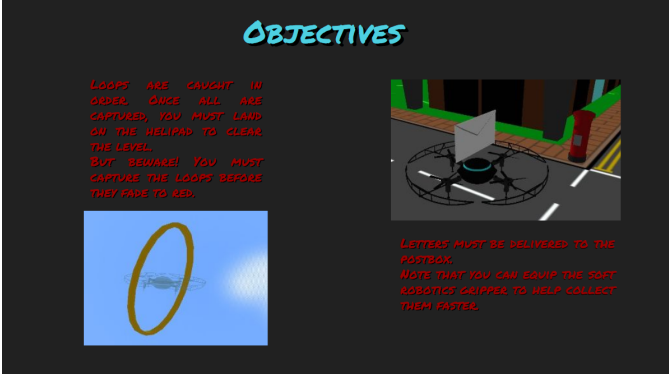 Objectives
Loops are caught in
order. Once all are
captured, you must land
on the helipad to clear
the level.
But beware! You must
capture the loops before
they fade to red.
Letters must be delivered to the
postbox.
Note that you can equip the soft
robotics gripper to help collect
them faster.